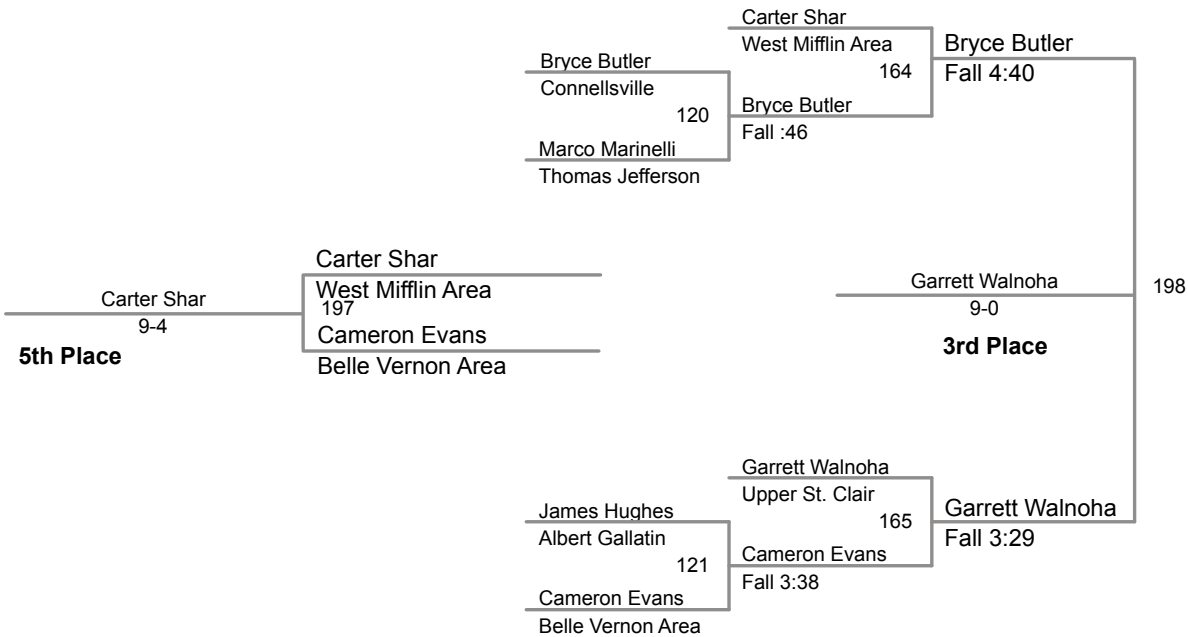 Carter Shar
West Mifflin Area
164
Bryce Butler
Fall 4:40
Bryce Butler
Connellsville
120
Bryce Butler
Fall :46
Marco Marinelli
Thomas Jefferson
Carter Shar
West Mifflin Area
197
Cameron Evans
Belle Vernon Area
Carter Shar
9-4
5th Place
Garrett Walnoha
9-0
3rd Place
198
Garrett Walnoha
Upper St. Clair
165
Garrett Walnoha
Fall 3:29
James Hughes
Albert Gallatin
121
Cameron Evans
Fall 3:38
Cameron Evans
Belle Vernon Area